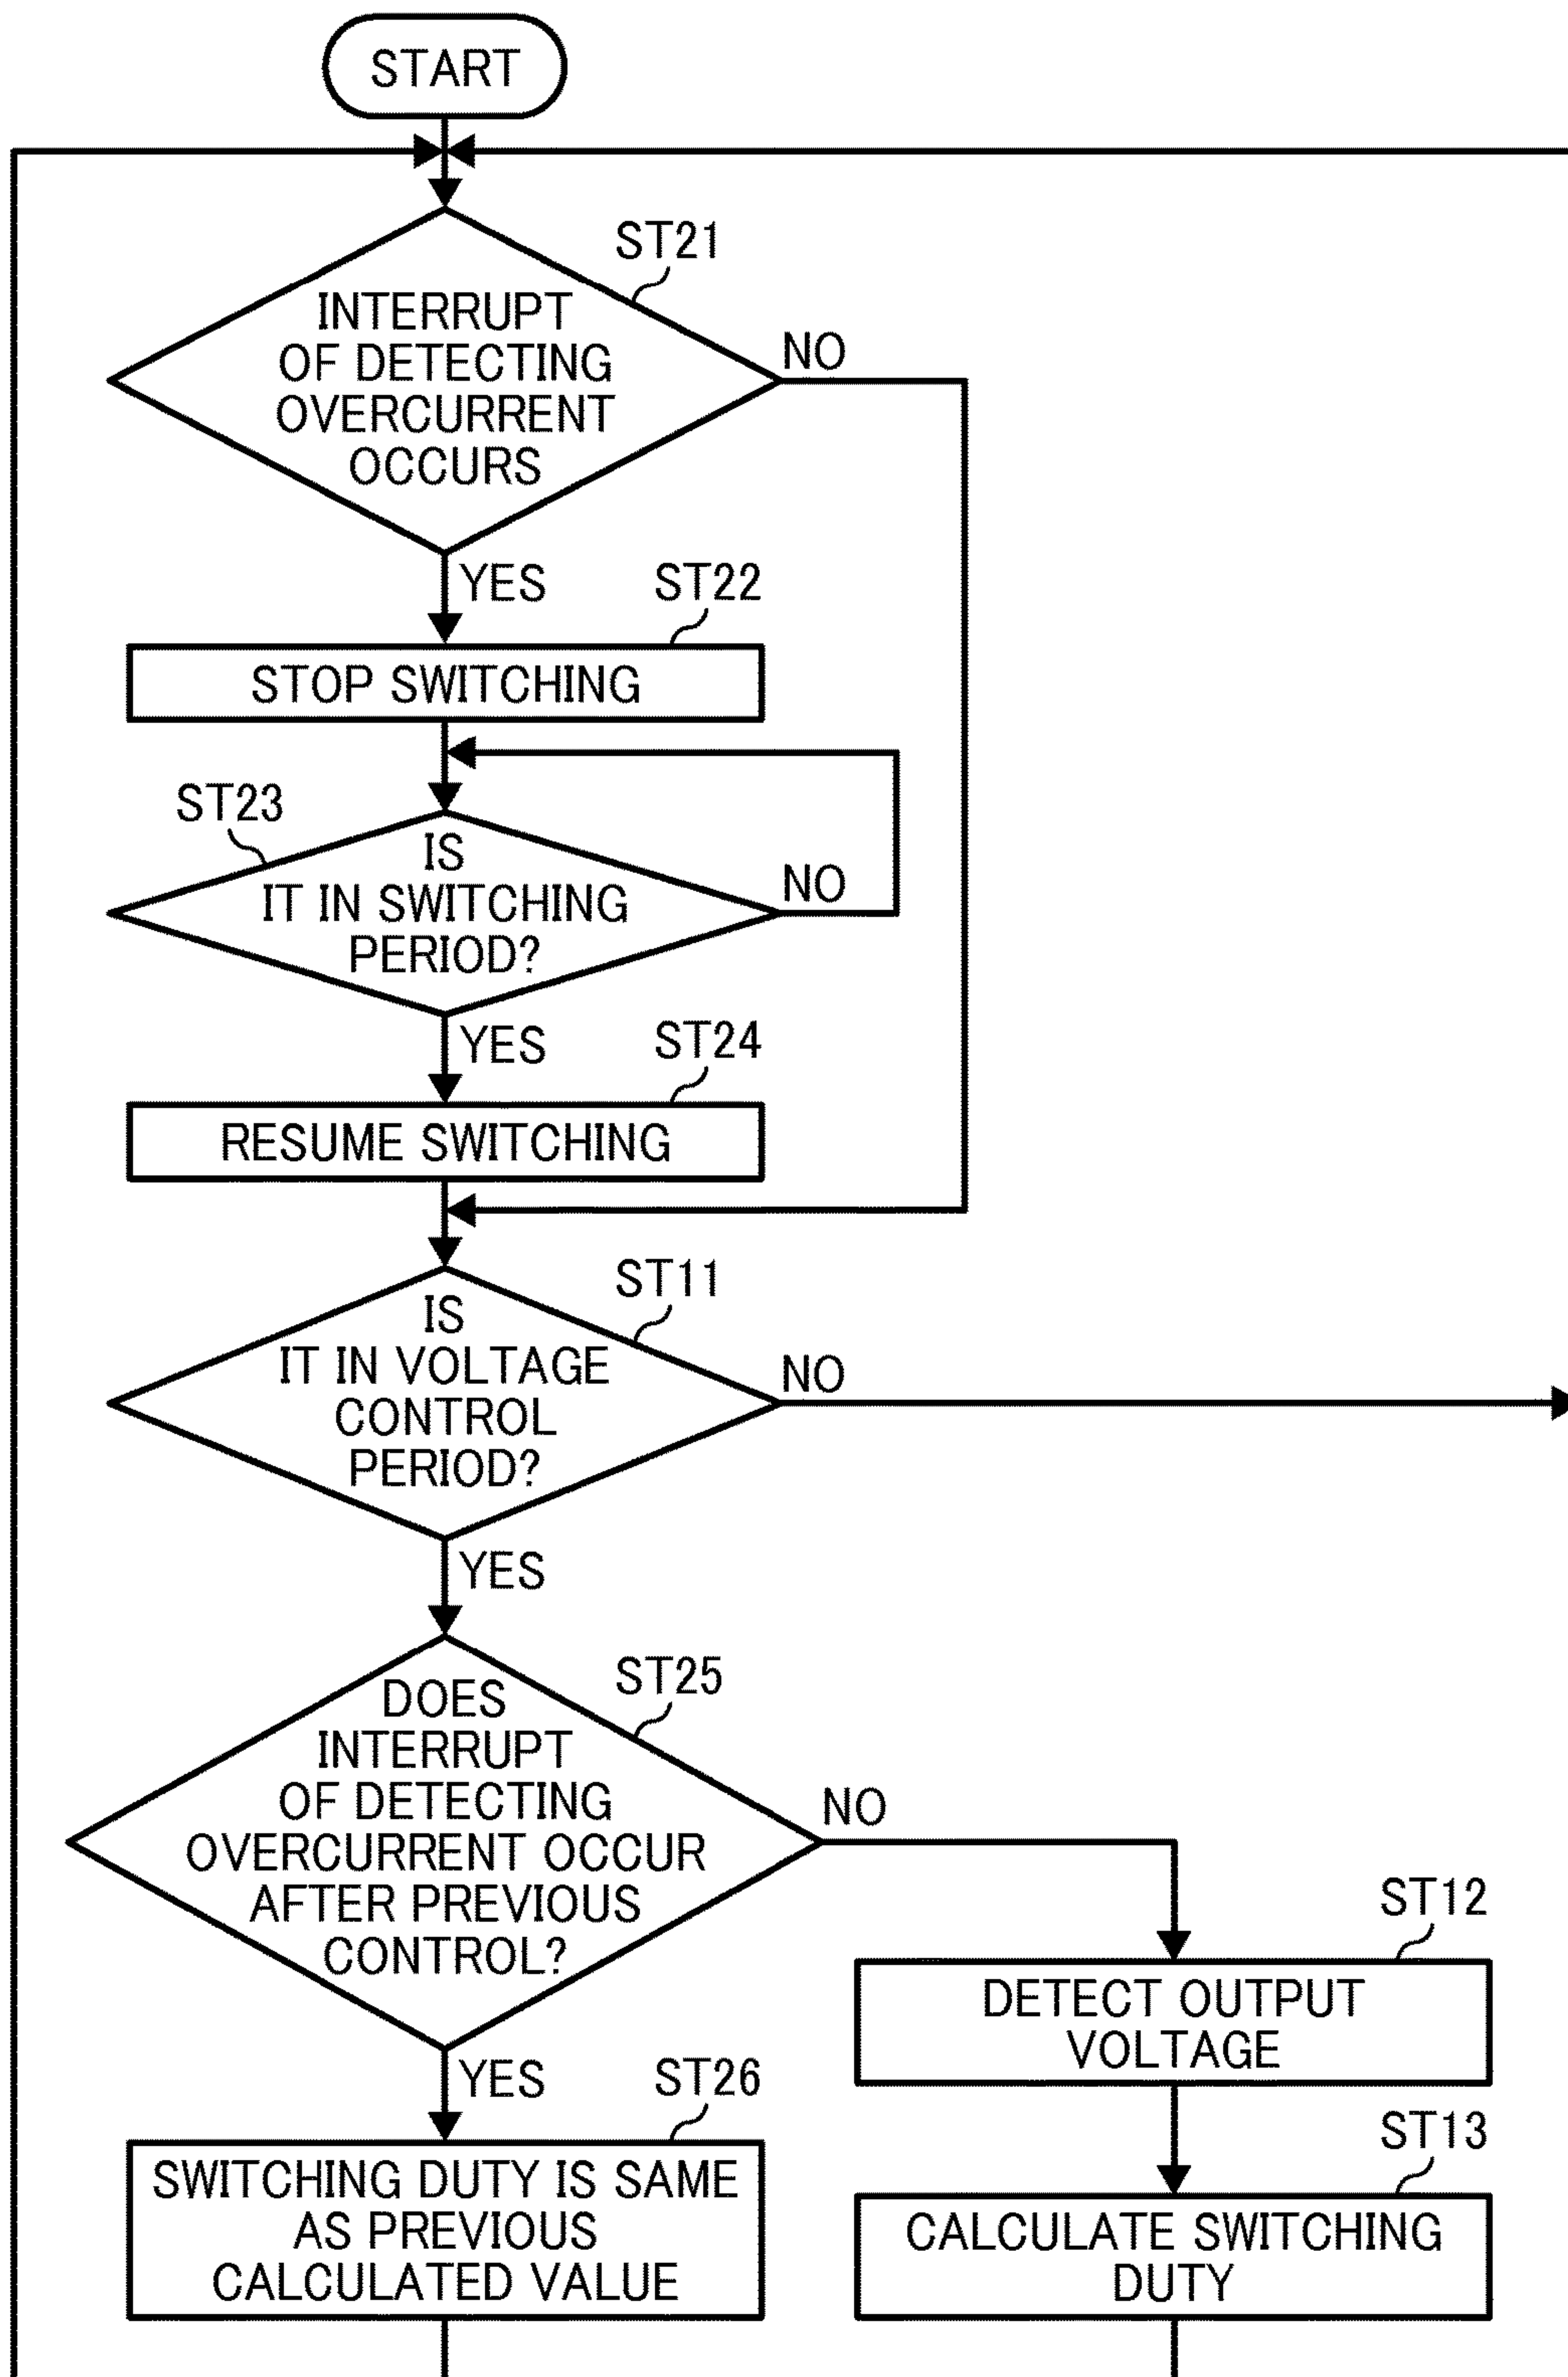 START
ST21
INTERRUPT
OF DETECTING
OVERCURRENT
OCCURS
NO
YES
ST22
STOP SWITCHING
ST23
IS
IT IN SWITCHING
PERIOD?
NO
YES
ST24
RESUME SWITCHING
ST11
IS
IT IN VOLTAGE
CONTROL
PERIOD?
NO
YES
ST25
DOES
INTERRUPT
OF DETECTING
OVERCURRENT OCCUR
AFTER PREVIOUS
CONTROL?
NO
YES
ST12
DETECT OUTPUT
VOLTAGE
ST26
SWITCHING DUTY IS SAME
AS PREVIOUS
CALCULATED VALUE
ST13
CALCULATE SWITCHING
DUTY